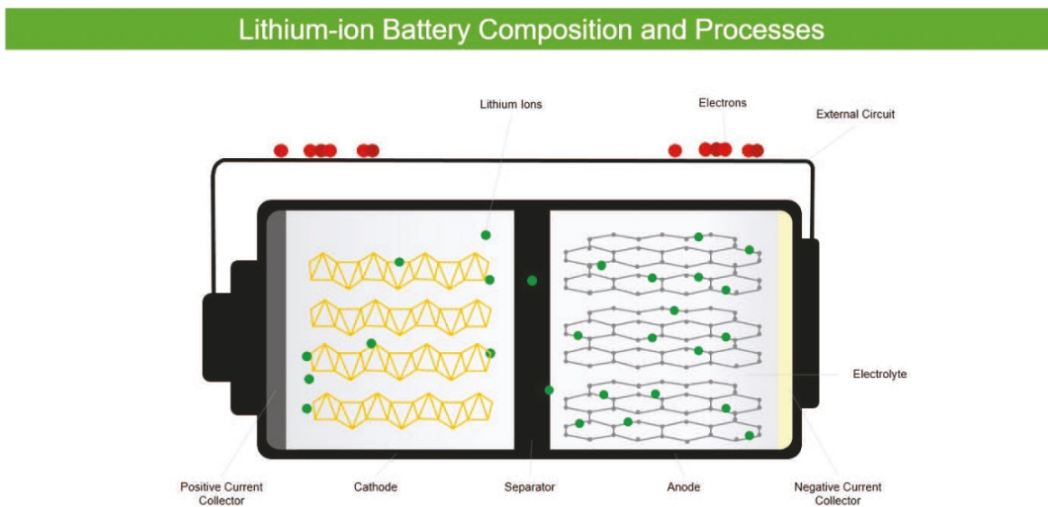 Lithium-ion Battery Composition and Processes
Lithium Ions
Electrons
External Circuit
Electrolyte
Positive Current
Collector
Cathode
Separator
Anode
Negative Current
Collector